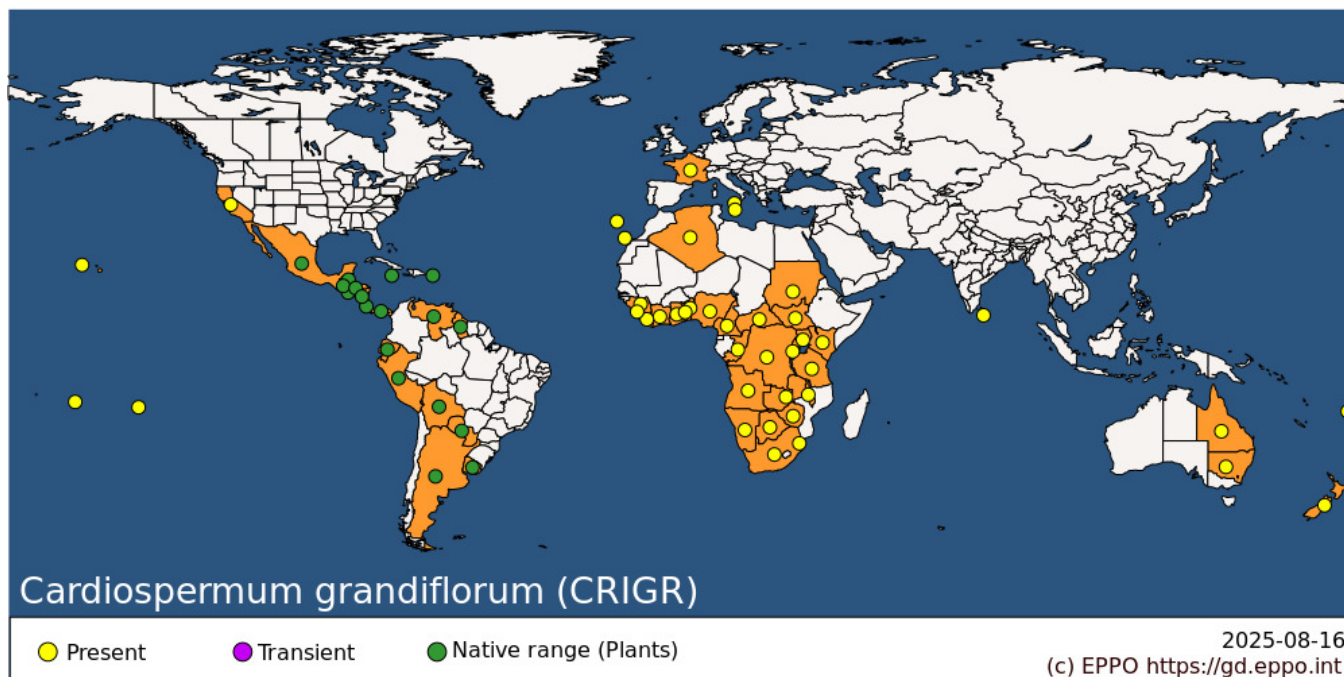 Cardiospermum grandiflorum (CRIGR)
Present
Transient
Native range (Plants)
2025-08-16
(c) EPPO https://gd.eppo.int